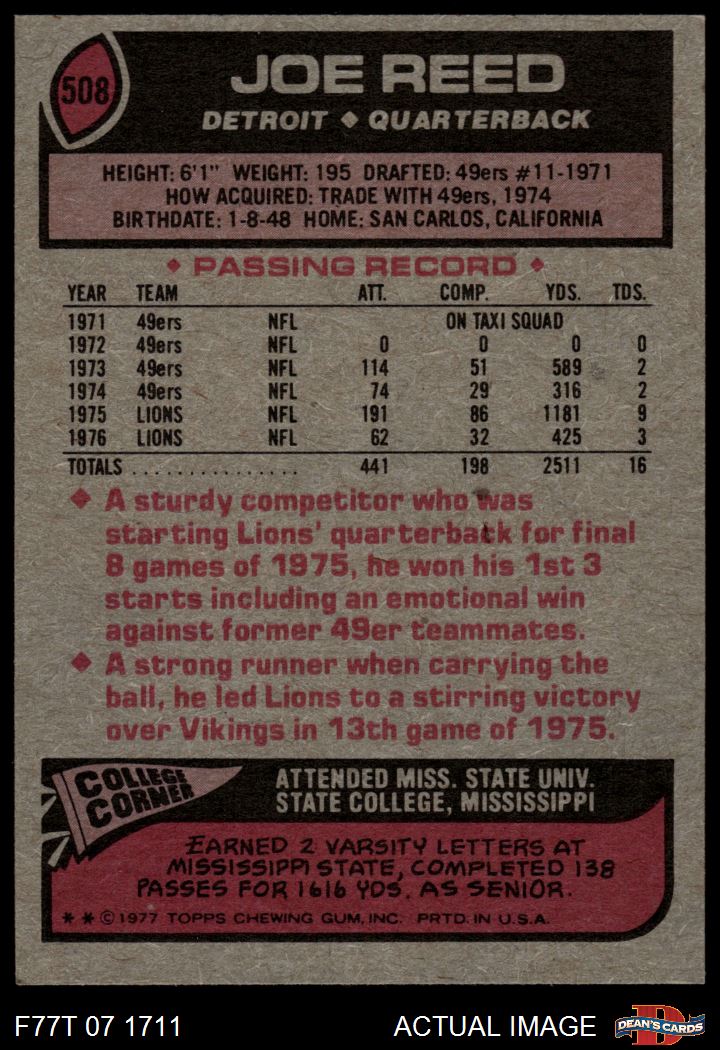 508
JOE REED
DETROIT ◆ QUARTERBACK
HEIGHT: 6'1" WEIGHT: 195 DRAFTED: 49ers #11-1971
HOW ACQUIRED: TRADE WITH 49ers, 1974
BIRTHDATE: 1-8-48 HOME: SAN CARLOS, CALIFORNIA
◆ PASSING RECORD ◆
YEAR TEAM ATT. COMP. YDS. TDS.
1971 49ers NFL ON TAXI SQUAD
1972 49ers NFL 0 0 0 0
1973 49ers NFL 114 51 589 2
1974 49ers NFL 74 29 316 2
1975 LIONS NFL 191 86 1181 9
1976 LIONS NFL 62 32 425 3
TOTALS ................ 441 198 2511 16
◆ A sturdy competitor who was
starting Lions' quarterback for final
8 games of 1975, he won his 1st 3
starts including an emotional win
against former 49er teammates.
◆ A strong runner when carrying the
ball, he led Lions to a stirring victory
over Vikings in 13th game of 1975.
COLLEGE
CORNER
ATTENDED MISS. STATE UNIV.
STATE COLLEGE, MISSISSIPPI
EARNED 2 VARSITY LETTERS AT
MISSISSIPPI STATE, COMPLETED 138
PASSES FOR 1616 YDS. AS SENIOR.
* * © 1977 TOPPS CHEWING GUM, INC. PRTD. IN U.S.A.
F77T 07 1711 ACTUAL IMAGE
D
DEAN'S CARDS